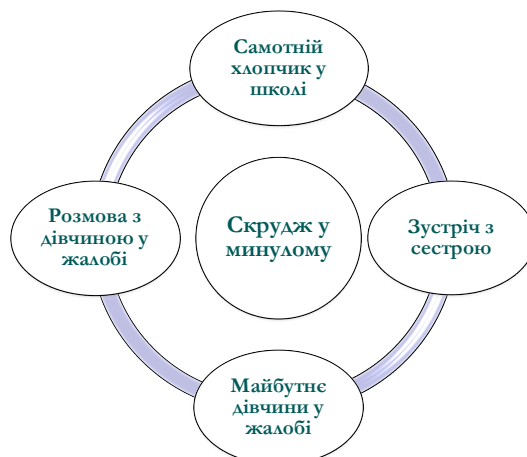 Самотній
хлопчик у
школі
Розмова з
дівчиною у
жалобі
Скрудж у
минулому
Зустріч з
сестрою
Майбутнє
дівчини у
жалобі